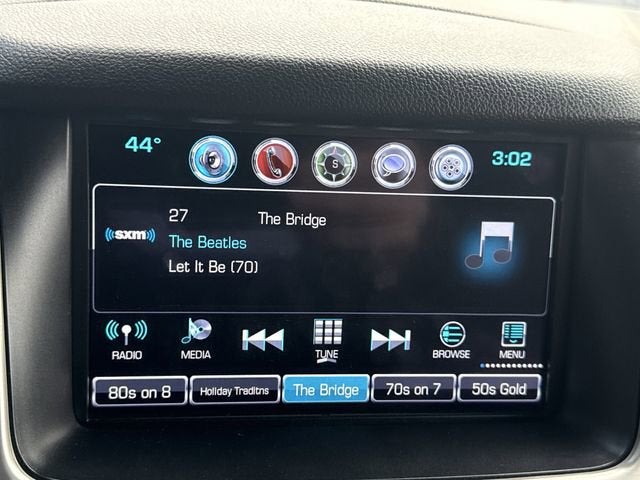 44° S 3:02
27 The Bridge
sxm
The Beatles
Let It Be (70)
RADIO MEDIA TUNE BROWSE MENU
80s on 8 Holiday Traditns The Bridge 70s on 7 50s Gold